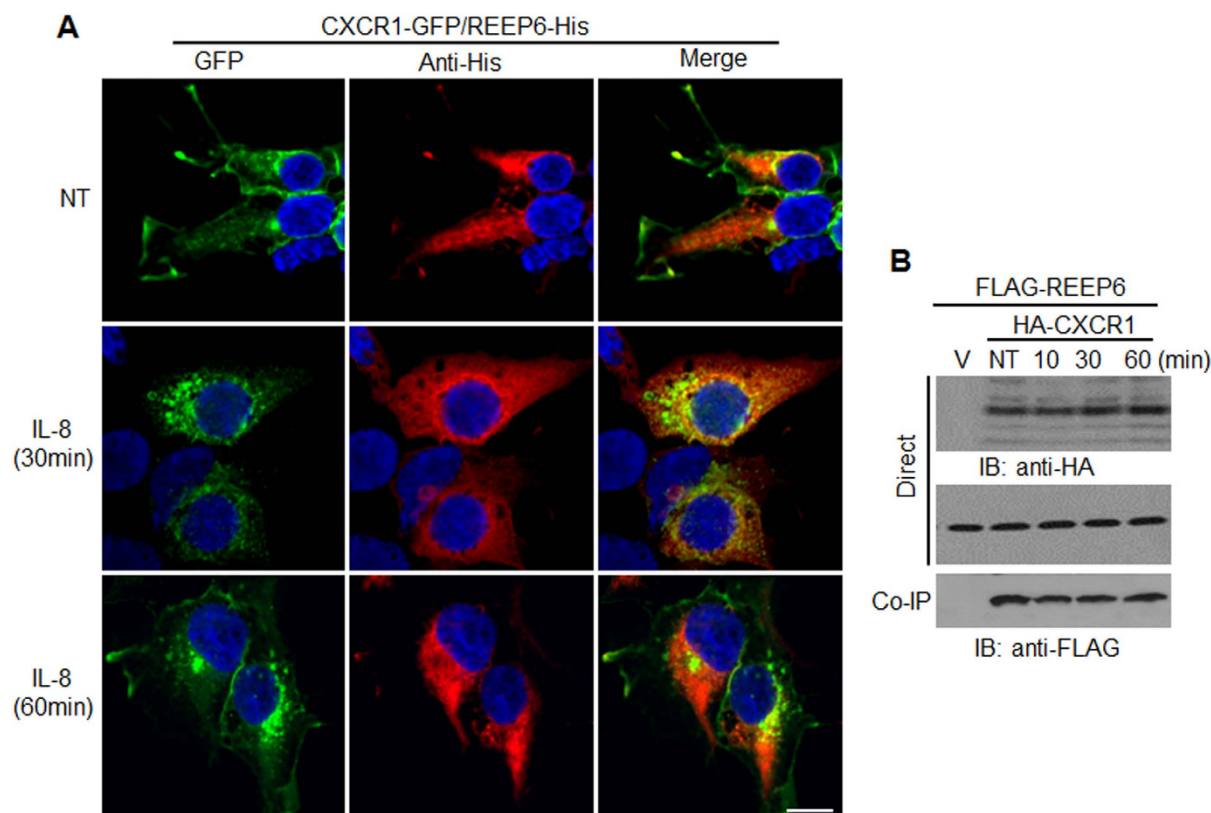 A
CXCR1-GFP/REEP6-His
GFP Anti-His Merge
NT
IL-8
(30min)
IL-8
(60min)
B
FLAG-REEP6
HA-CXCR1
V NT 10 30 60 (min)
Direct
IB: anti-HA
Co-IP
IB: anti-FLAG